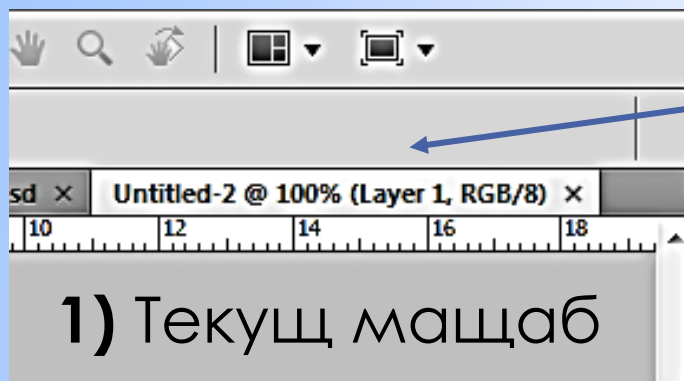 sd × Untitled-2 @ 100% (Layer 1, RGB/8) ×
10 12 14 16 18
1) Текущ мащаб